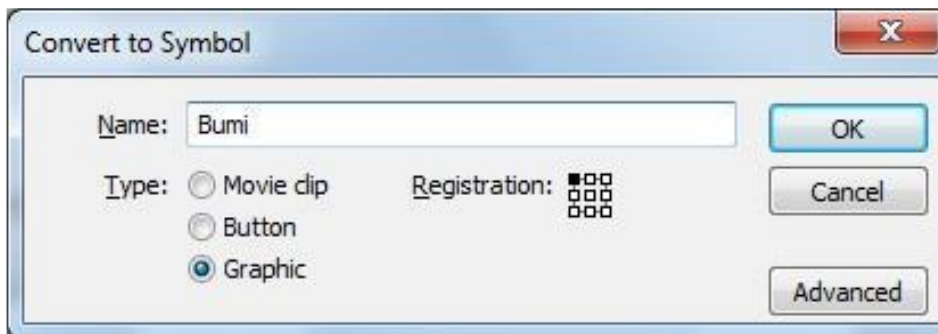 Convert to Symbol
Name: Bumi
OK
Type: Movie clip
Registration:
Cancel
Button
Graphic
Advanced